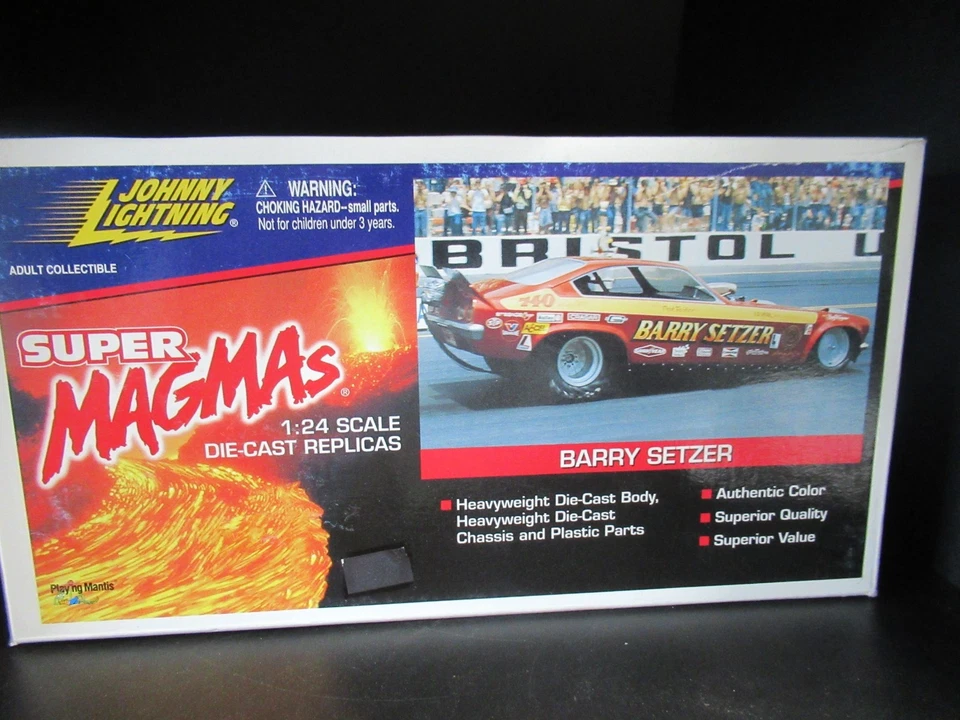 JOHNNY
LIGHTNING®
⚠ WARNING:
CHOKING HAZARD--small parts.
Not for children under 3 years.
ADULT COLLECTIBLE
SUPER
MAGMAs®
1:24 SCALE
DIE-CAST REPLICAS
Playing Mantis
BRISTOL
740
BARRY SETZER
GOODYEAR
BARRY SETZER
■ Heavyweight Die-Cast Body,
Heavyweight Die-Cast
Chassis and Plastic Parts
■ Authentic Color
■ Superior Quality
■ Superior Value